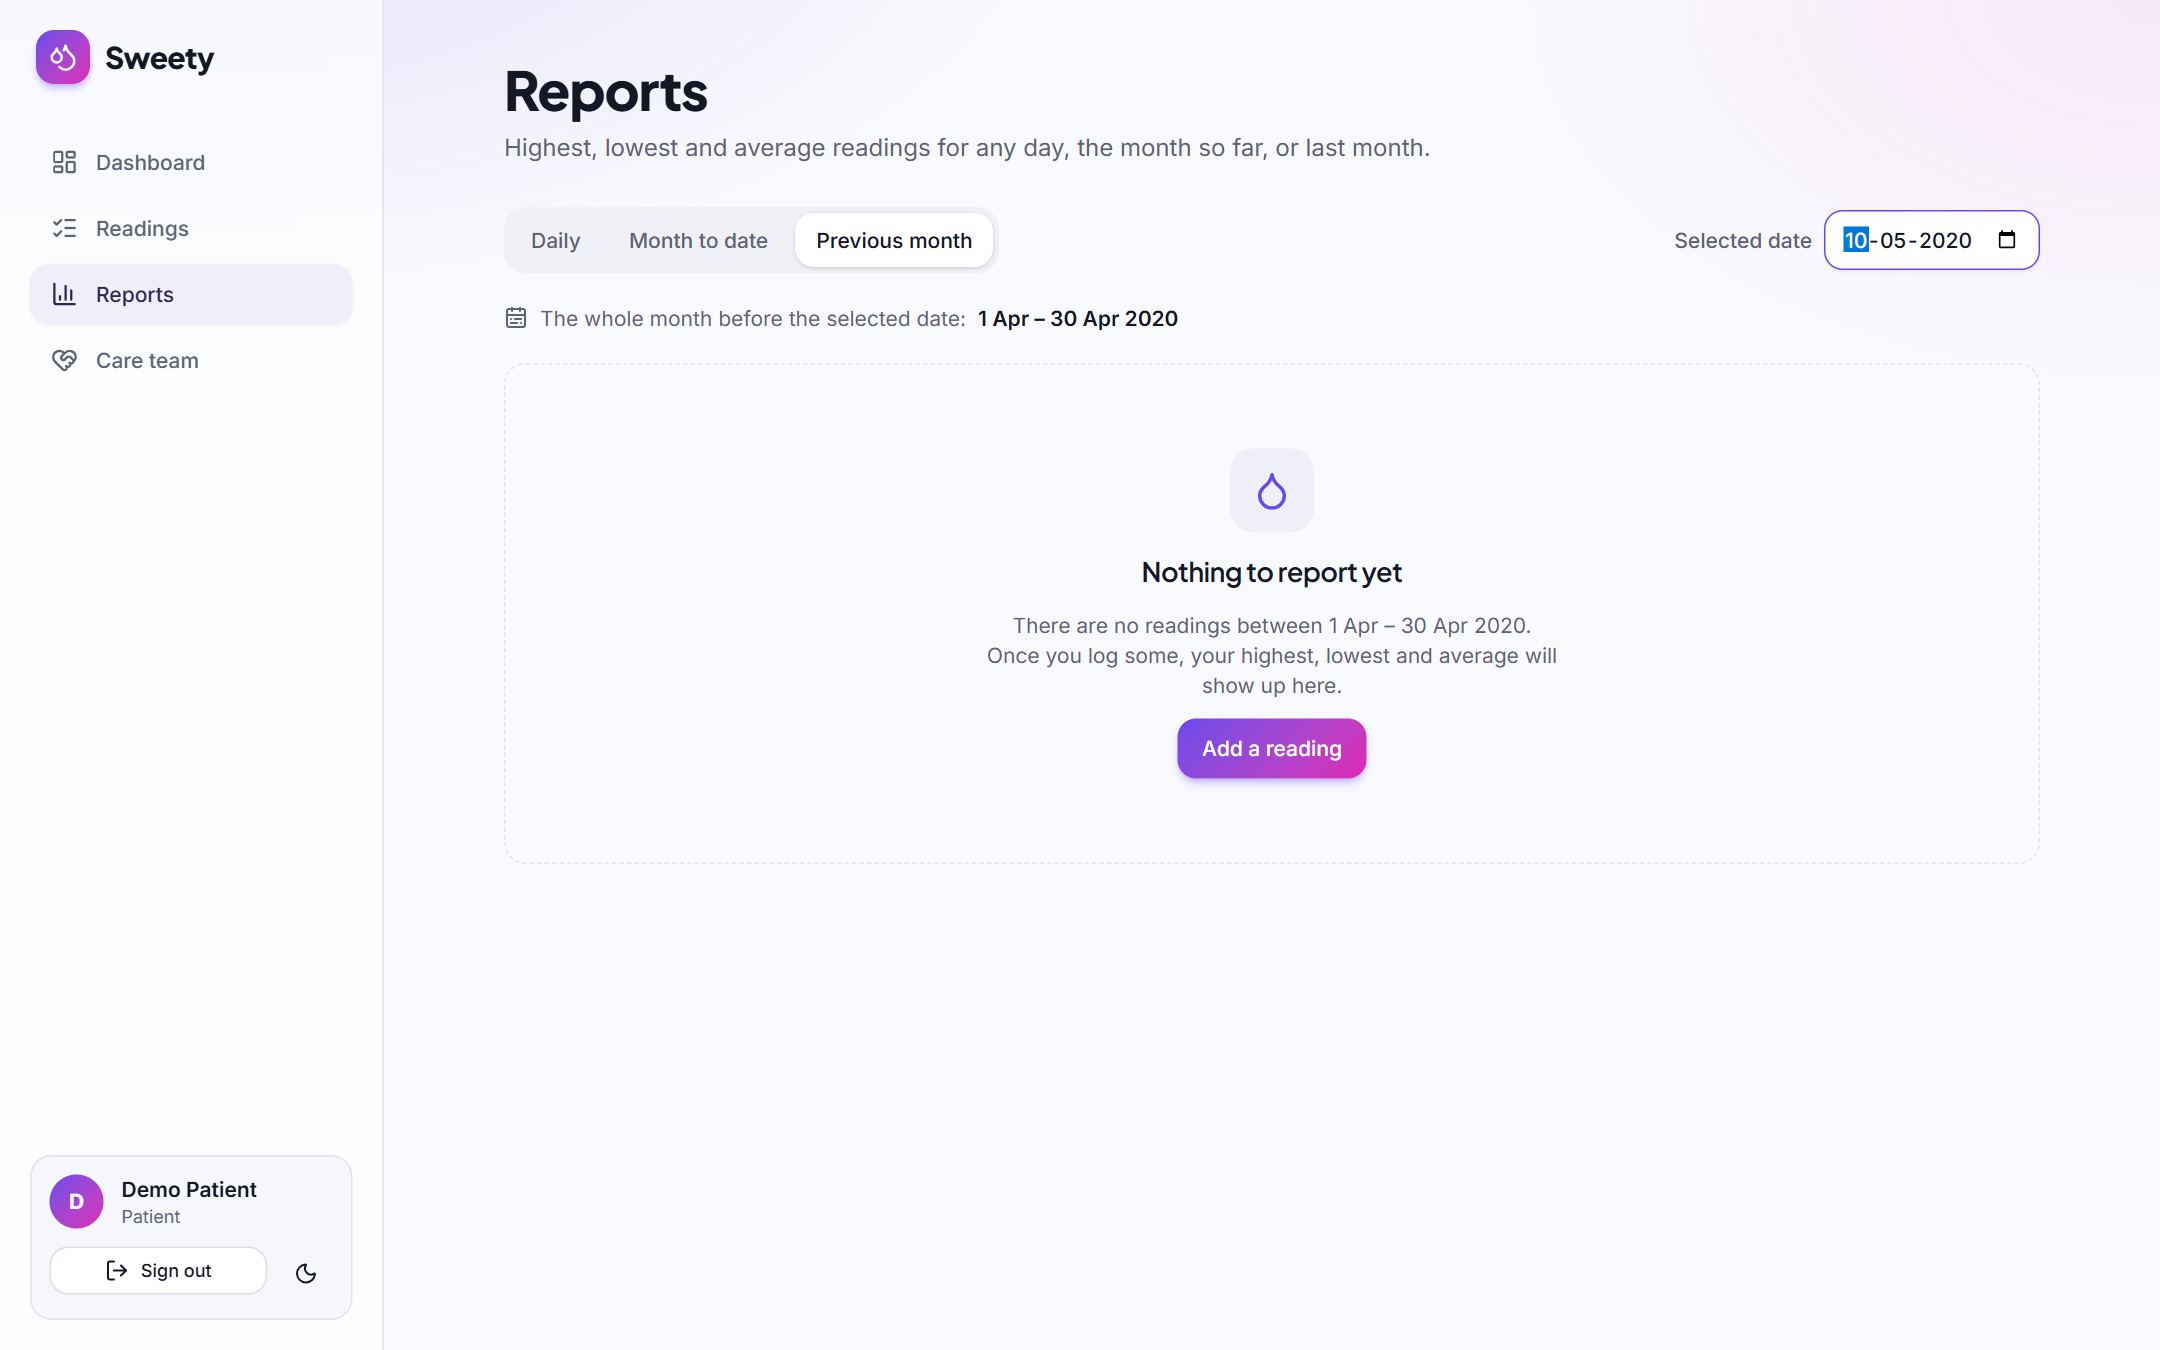 Sweety
Dashboard
Readings
Reports
Care team
Reports
Highest, lowest and average readings for any day, the month so far, or last month.
Daily
Month to date
Previous month
Selected date
10-05-2020
The whole month before the selected date: 1 Apr – 30 Apr 2020
Nothing to report yet
There are no readings between 1 Apr – 30 Apr 2020.
Once you log some, your highest, lowest and average will
show up here.
Add a reading
D
Demo Patient
Patient
Sign out